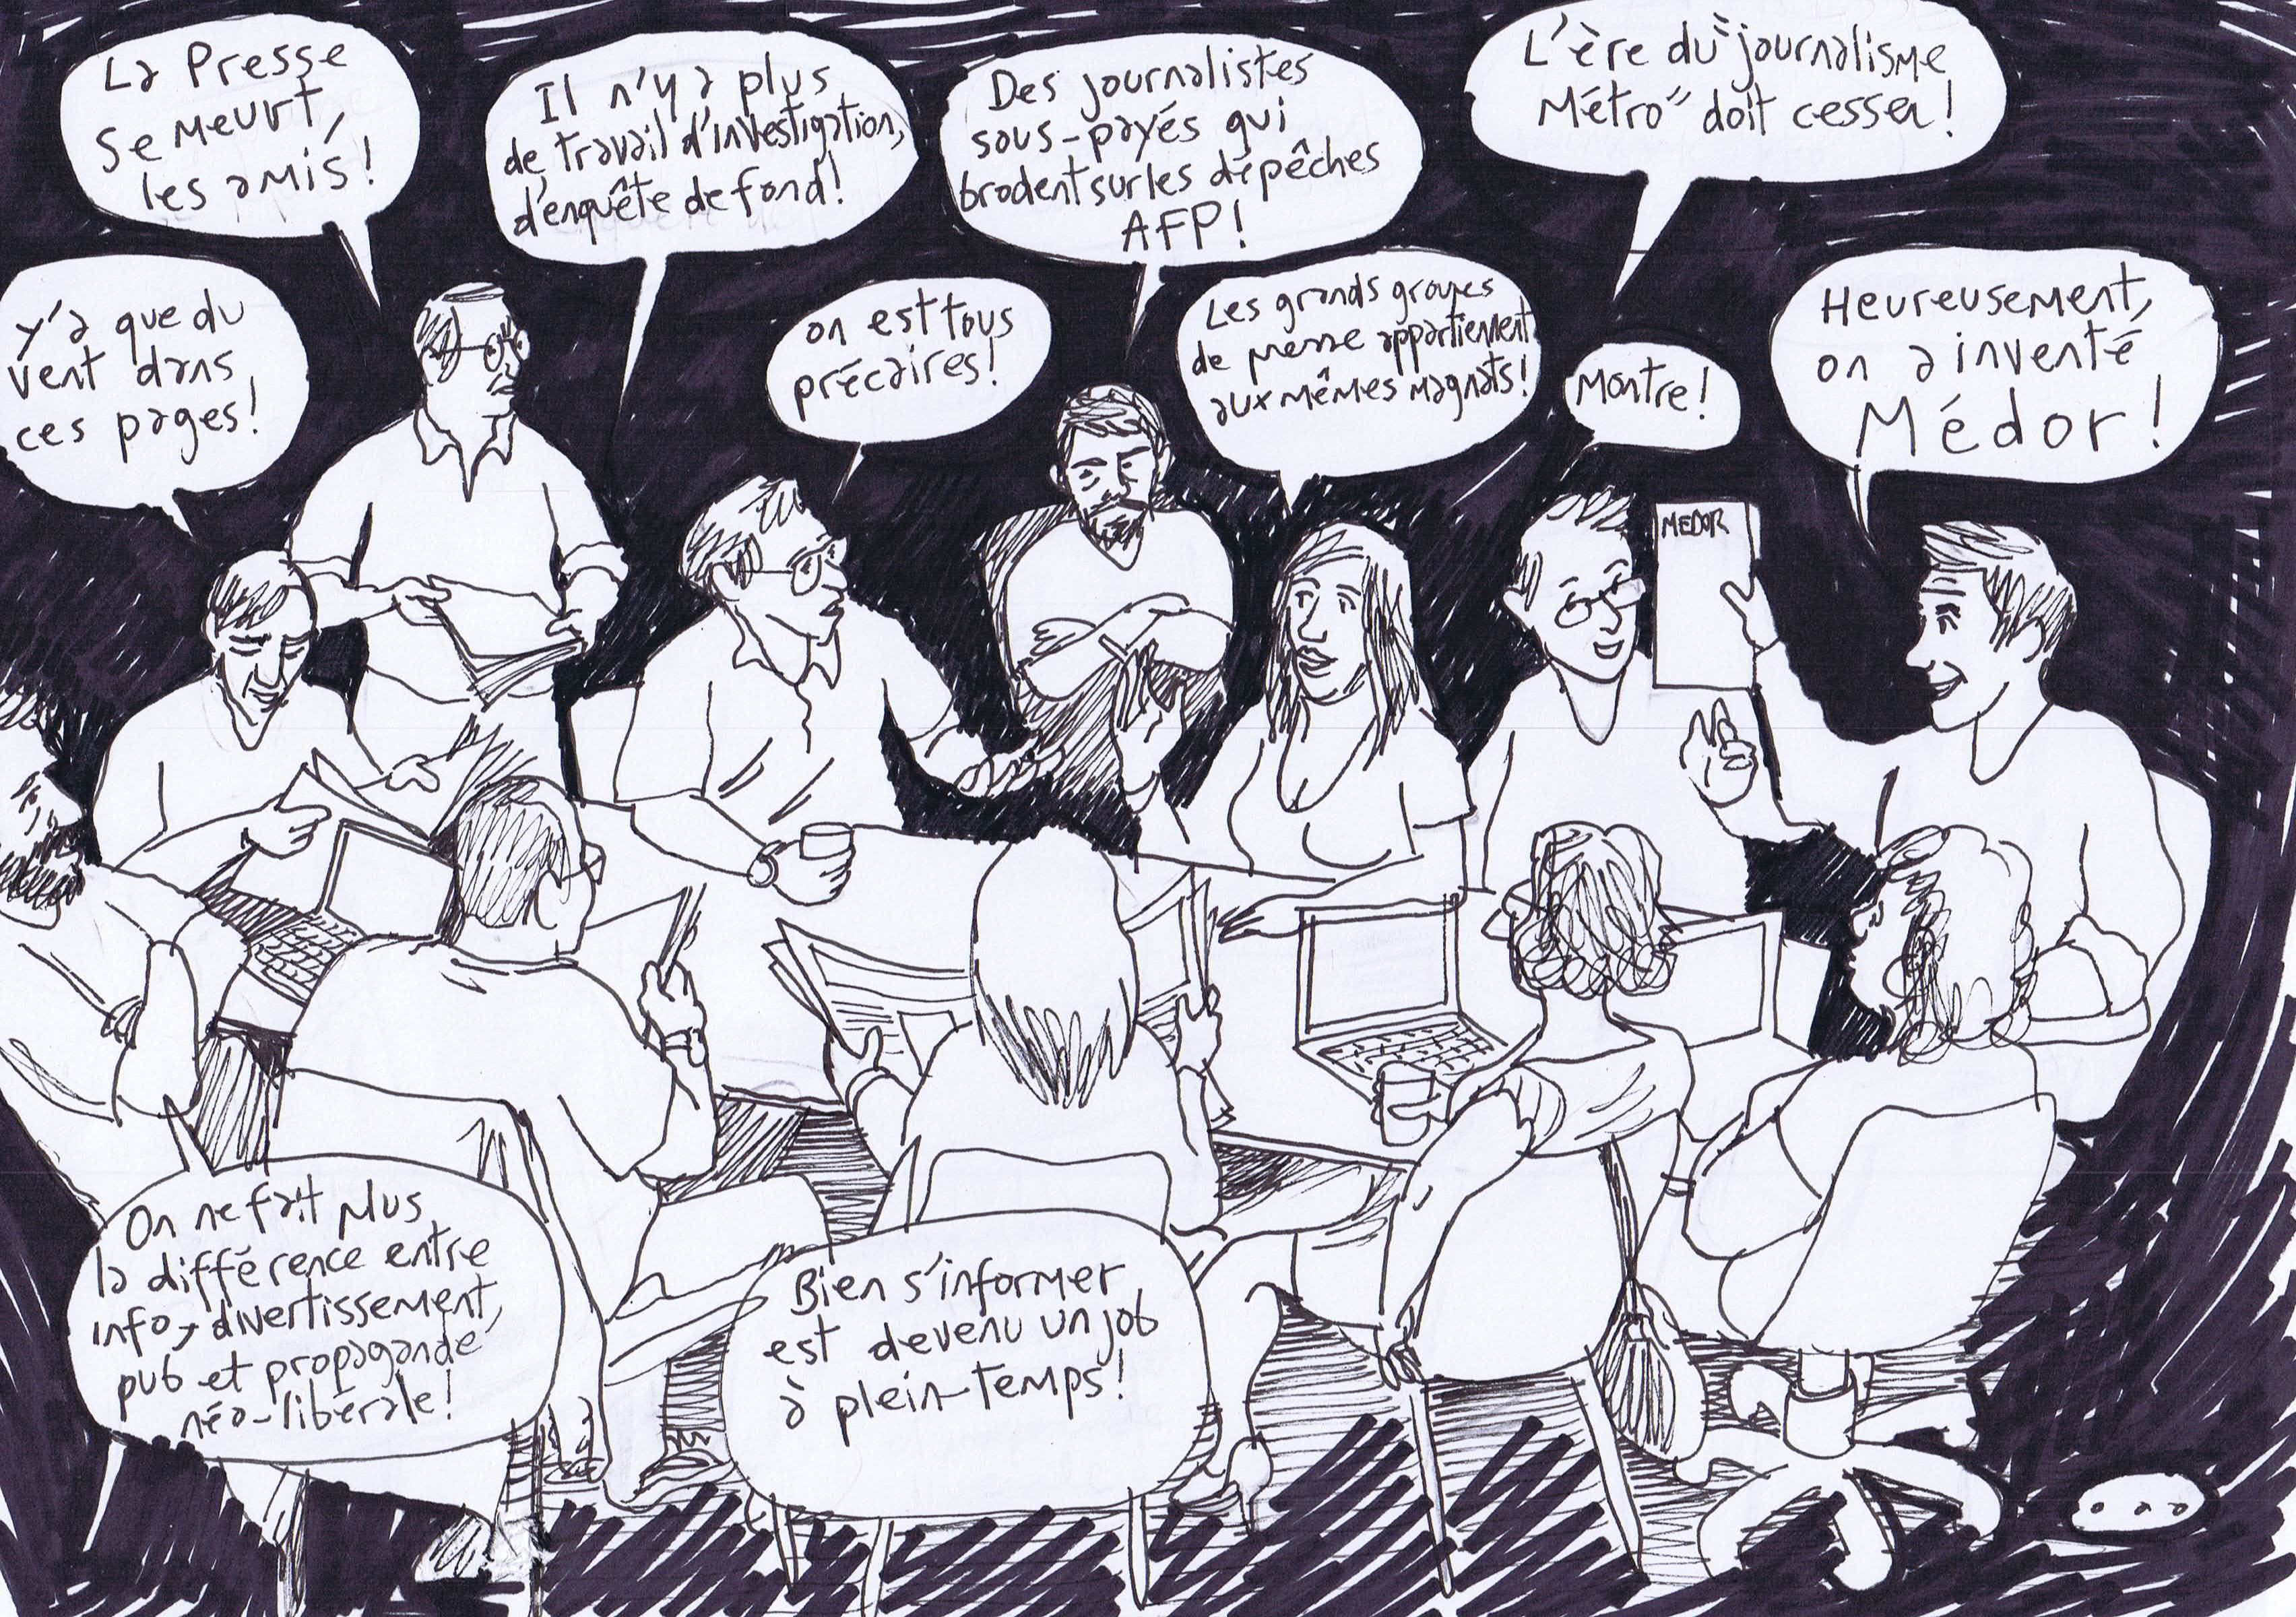 La Presse
se meurt,
les amis!
Il n'y a plus
de travail d'investigation,
d'enquête de fond!
Des journalistes
sous-payés qui
brodent sur les dépêches
AFP!
L'ère du "journalisme
Métro" doit cesser!
y'a que du
vent dans
ces pages!
on est tous
précaires!
Les grands groupes
de presse appartiennent
aux mêmes magnats!
Montre!
Heureusement,
on a inventé
Médor!
MEDOR
On ne fait plus
la différence entre
info, divertissement,
pub et propagande
néo-libérale!
Bien s'informer
est devenu un job
à plein-temps!
...